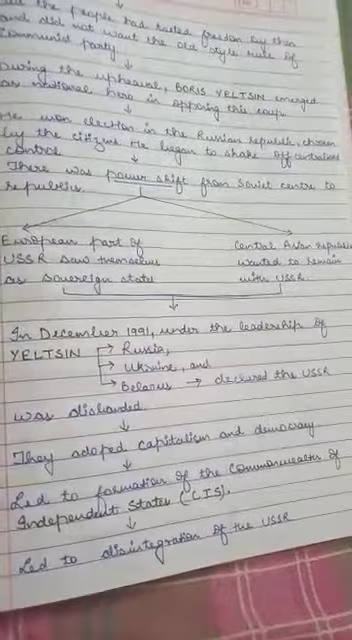 the people had tasted freedom by then
and did not want the old style rule of
Communist party
↓
During the upheaval, BORIS YELTSIN emerged
as national hero in opposing this coup.
↓
He won election in the Russian republic, chosen
by the citizens He began to shake off centralised
control
There was power shift from Soviet centre to
republics.
European part of
USSR saw themselves
as sovereign state
Central Asian republics
wanted to remain
with USSR.
↓
In December 1991, under the leadership of
YELTSIN → Russia,
→ Ukraine, and
→ Belarus → declared the USSR
was disbanded.
↓
They adoped capitalism and democracy
↓
Led to formation of the Commonwealth of
Independent States (CIS).
↓
Led to disintegration of the USSR